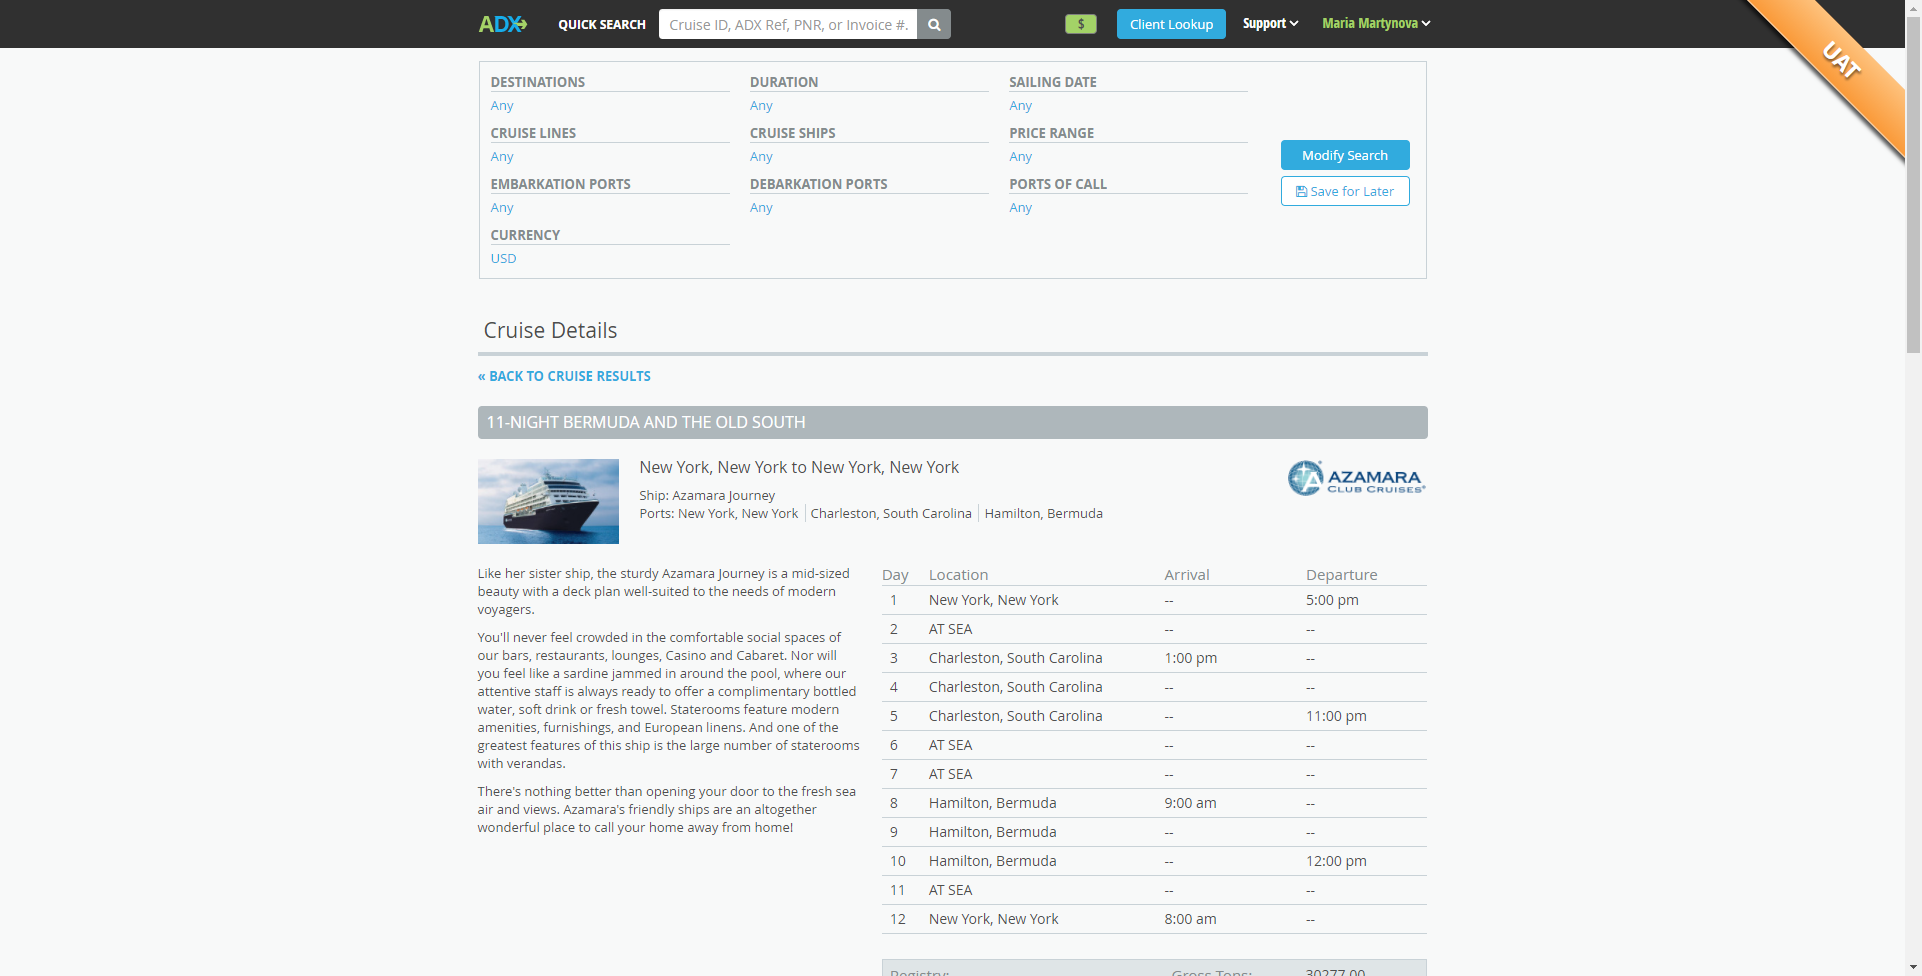 ADX
QUICK SEARCH
Cruise ID, ADX Ref, PNR, or Invoice #.
$
Client Lookup
Support
Maria Martynova
UAT
DESTINATIONS
Any
DURATION
Any
SAILING DATE
Any
CRUISE LINES
Any
CRUISE SHIPS
Any
PRICE RANGE
Any
EMBARKATION PORTS
Any
DEBARKATION PORTS
Any
PORTS OF CALL
Any
CURRENCY
USD
Modify Search
Save for Later
Cruise Details
« BACK TO CRUISE RESULTS
11-NIGHT BERMUDA AND THE OLD SOUTH
New York, New York to New York, New York
Ship: Azamara Journey
Ports: New York, New York | Charleston, South Carolina | Hamilton, Bermuda
AZAMARA
CLUB CRUISES®
Like her sister ship, the sturdy Azamara Journey is a mid-sized
beauty with a deck plan well-suited to the needs of modern
voyagers.
You'll never feel crowded in the comfortable social spaces of
our bars, restaurants, lounges, Casino and Cabaret. Nor will
you feel like a sardine jammed in around the pool, where our
attentive staff is always ready to offer a complimentary bottled
water, soft drink or fresh towel. Staterooms feature modern
amenities, furnishings, and European linens. And one of the
greatest features of this ship is the large number of staterooms
with verandas.
There's nothing better than opening your door to the fresh sea
air and views. Azamara's friendly ships are an altogether
wonderful place to call your home away from home!
Day Location Arrival Departure
1 New York, New York -- 5:00 pm
2 AT SEA -- --
3 Charleston, South Carolina 1:00 pm --
4 Charleston, South Carolina -- --
5 Charleston, South Carolina -- 11:00 pm
6 AT SEA -- --
7 AT SEA -- --
8 Hamilton, Bermuda 9:00 am --
9 Hamilton, Bermuda -- --
10 Hamilton, Bermuda -- 12:00 pm
11 AT SEA -- --
12 New York, New York 8:00 am --
Registry: Gross Tons: 30277.00